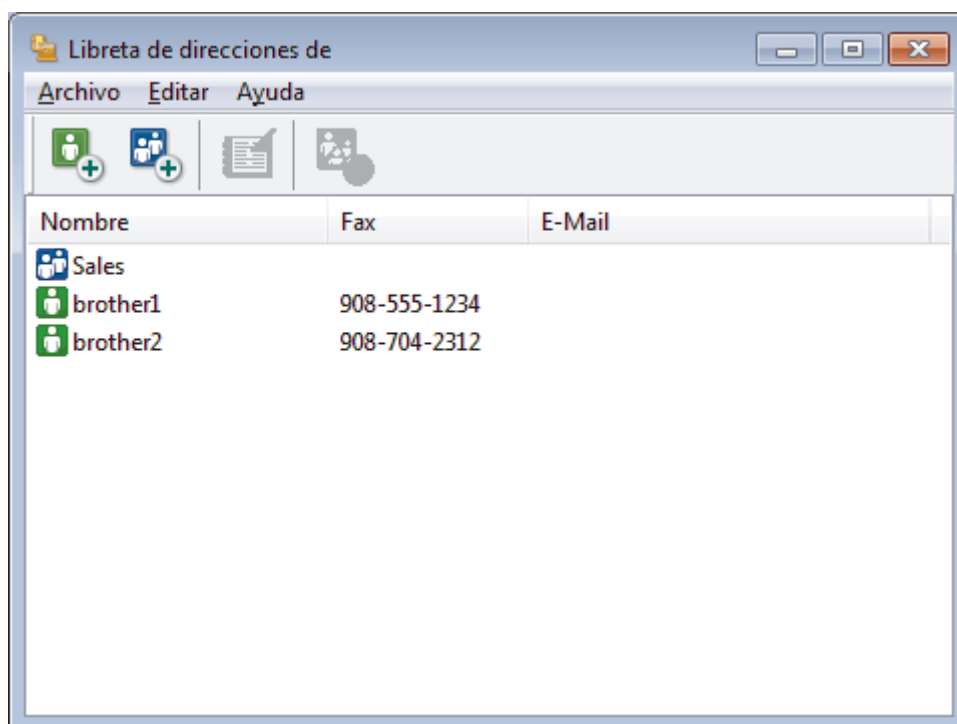 Libreta de direcciones de
Archivo Editar Ayuda
Nombre Fax E-Mail
Sales
brother1 908-555-1234
brother2 908-704-2312